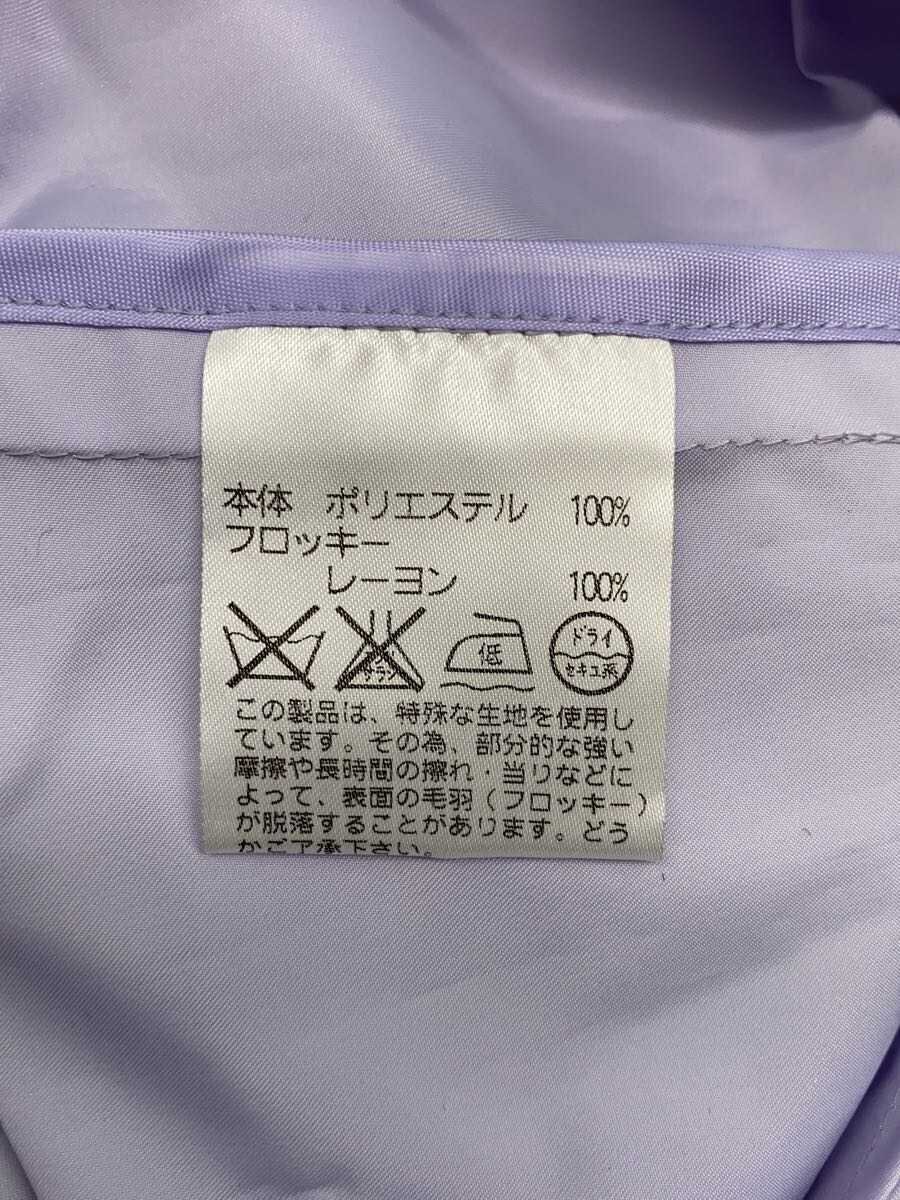 本体 ポリエステル 100%
フロッキー
レーヨン 100%
低
ドライ
セキユ系
この製品は、特殊な生地を使用し
ています。その為、部分的な強い
摩擦や長時間の擦れ・当りなどに
よって、表面の毛羽(フロッキー)
が脱落することがあります。どう
かご了承下さい。